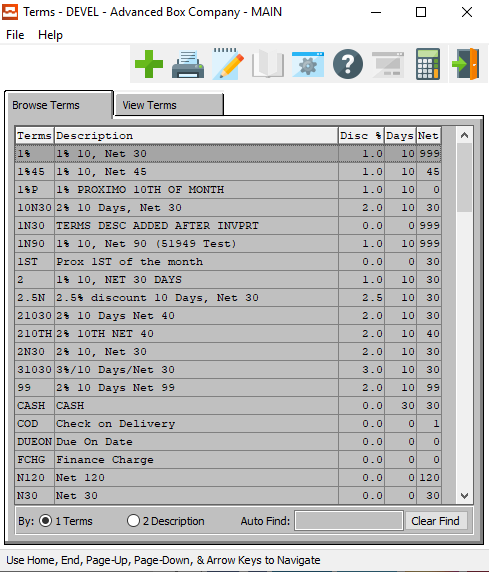 Terms - DEVEL - Advanced Box Company - MAIN
File Help
Browse Terms View Terms
Terms Description Disc % Days Net
1% 1% 10, Net 30 1.0 10 999
1%45 1% 10, Net 45 1.0 10 45
1%P 1% PROXIMO 10TH OF MONTH 1.0 10 0
10N30 2% 10 Days, Net 30 2.0 10 30
1N30 TERMS DESC ADDED AFTER INVPRT 0.0 0 999
1N90 1% 10, Net 90 (51949 Test) 1.0 10 999
1ST Prox 1ST of the month 0.0 0 30
2 1% 10, NET 30 DAYS 1.0 10 30
2.5N 2.5% discount 10 Days, Net 30 2.5 10 30
21030 2% 10 Days Net 40 2.0 10 30
210TH 2% 10TH NET 40 2.0 10 40
2N30 2% 10, Net 30 2.0 10 30
31030 3%/10 Days/Net 30 3.0 10 30
99 2% 10 Days Net 99 2.0 10 99
CASH CASH 0.0 30 30
COD Check on Delivery 0.0 0 1
DUEON Due On Date 0.0 0 0
FCHG Finance Charge 0.0 0 0
N120 Net 120 0.0 0 120
N30 Net 30 0.0 0 30
By: 1 Terms 2 Description Auto Find: Clear Find
Use Home, End, Page-Up, Page-Down, & Arrow Keys to Navigate